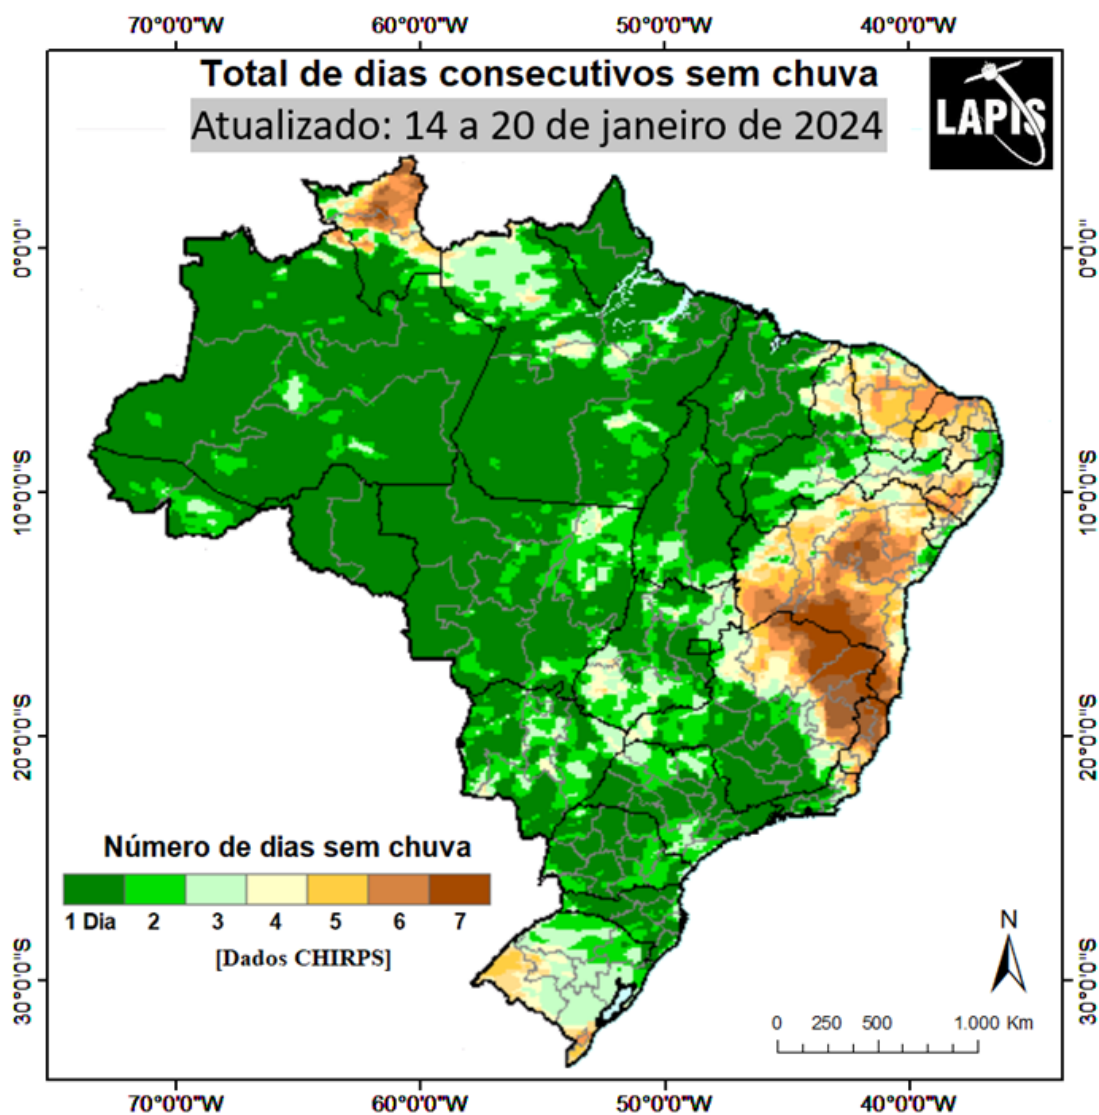 70°0'0"W 60°0'0"W 50°0'0"W 40°0'0"W
Total de dias consecutivos sem chuva
Atualizado: 14 a 20 de janeiro de 2024
LAPIS
0°0'0" 0°0'0"
10°0'0"S 10°0'0"S
20°0'0"S 20°0'0"S
Número de dias sem chuva
1 Dia 2 3 4 5 6 7
[Dados CHIRPS]
N
30°0'0"S 30°0'0"S
0 250 500 1.000 Km
70°0'0"W 60°0'0"W 50°0'0"W 40°0'0"W